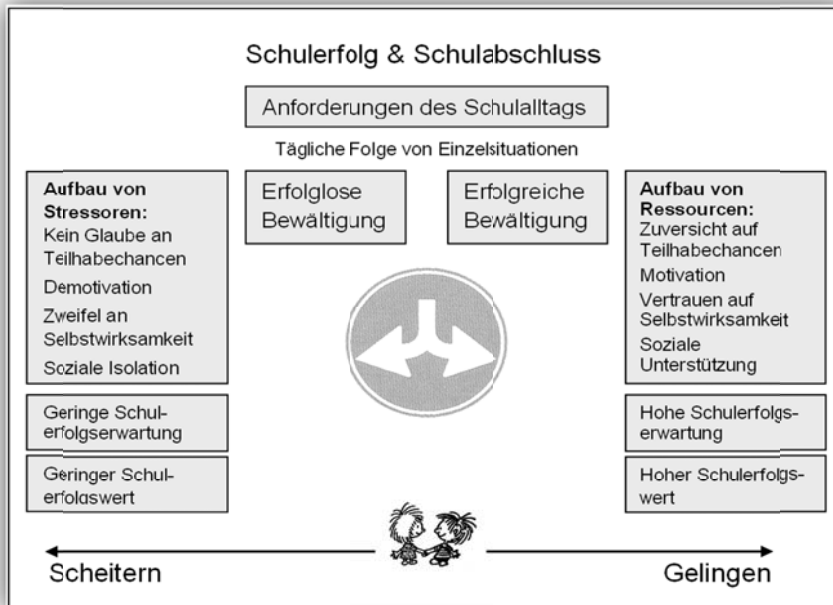 Schulerfolg & Schulabschluss
Anforderungen des Schulalltags
Tägliche Folge von Einzelsituationen
Aufbau von
Stressoren:
Kein Glaube an
Teilhabechancen
Demotivation
Zweifel an
Selbstwirksamkeit
Soziale Isolation
Erfolglose
Bewältigung
Erfolgreiche
Bewältigung
Aufbau von
Ressourcen:
Zuversicht auf
Teilhabechancen
Motivation
Vertrauen auf
Selbstwirksamkeit
Soziale
Unterstützung
Geringe Schul-
erfolgserwartung
Hohe Schulerfolgs-
erwartung
Geringer Schul-
erfolgswert
Hoher Schulerfolgs-
wert
Scheitern
Gelingen